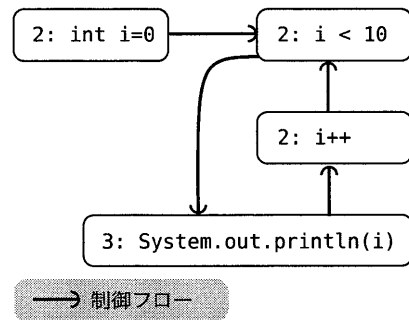 2: int i=0
2: i < 10
2: i++
3: System.out.println(i)
制御フロー